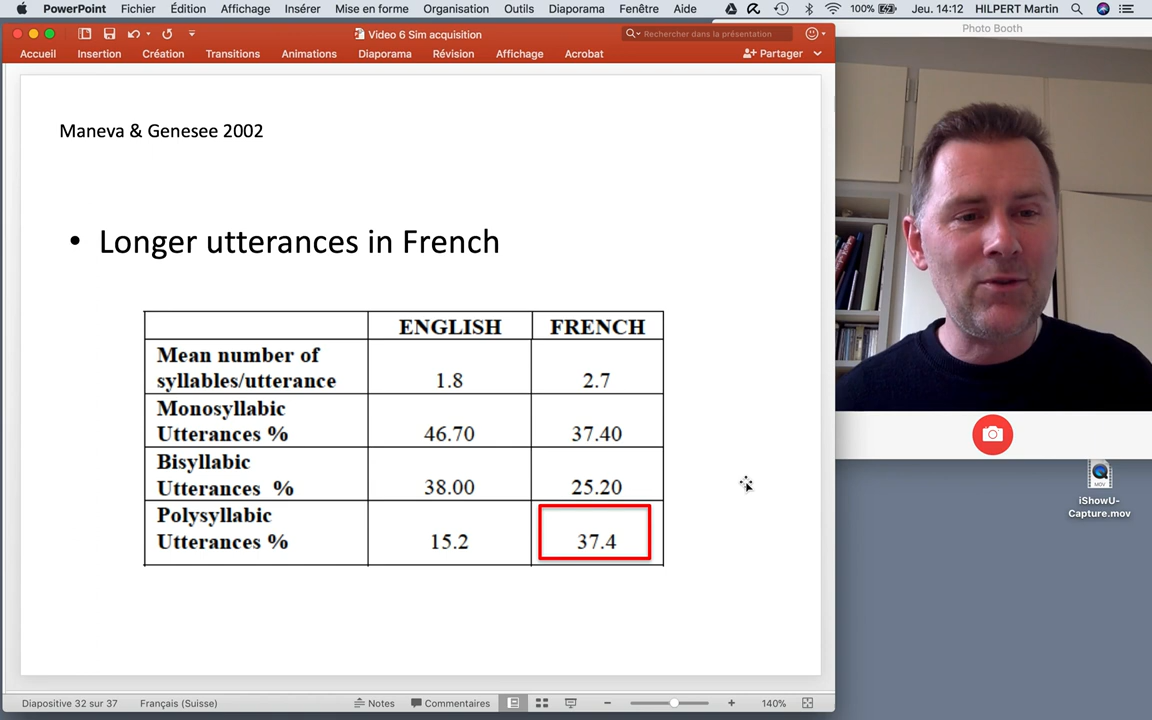 PowerPoint Fichier Édition Affichage Insérer Mise en forme Organisation Outils Diaporama Fenêtre Aide 100% Jeu. 14:12 HILPERT Martin
Photo Booth
Video 6 Sim acquisition
Rechercher dans la présentation
Accueil Insertion Création Transitions Animations Diaporama Révision Affichage Acrobat Partager
Maneva & Genesee 2002
• Longer utterances in French
ENGLISH FRENCH
Mean number of
syllables/utterance 1.8 2.7
Monosyllabic
Utterances % 46.70 37.40
Bisyllabic
Utterances % 38.00 25.20
Polysyllabic
Utterances % 15.2 37.4
MOV
iShowU-
Capture.mov
Diapositive 32 sur 37 Français (Suisse) Notes Commentaires 140%